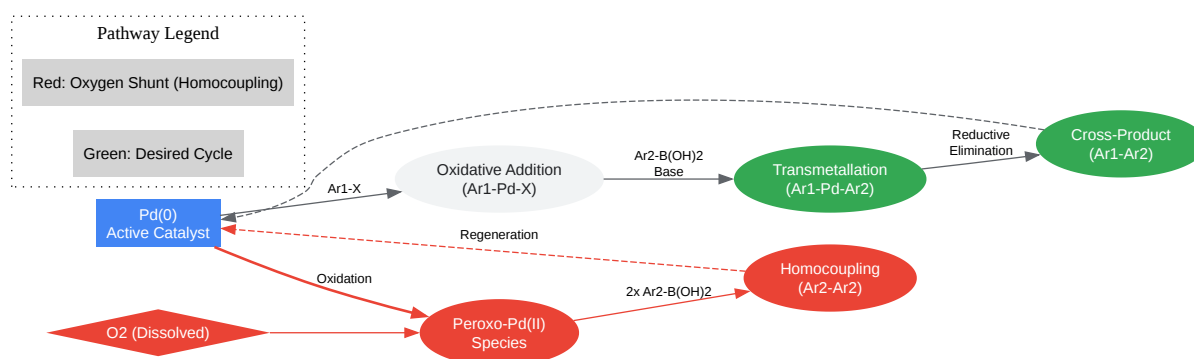 Pathway Legend
Red: Oxygen Shunt (Homocoupling)
Green: Desired Cycle
Pd(0)
Active Catalyst
Ar1-X
Oxidative Addition
(Ar1-Pd-X)
Ar2-B(OH)2
Base
Transmetallation
(Ar1-Pd-Ar2)
Reductive
Elimination
Cross-Product
(Ar1-Ar2)
Regeneration
Oxidation
O2 (Dissolved)
Peroxo-Pd(II)
Species
2x Ar2-B(OH)2
Homocoupling
(Ar2-Ar2)